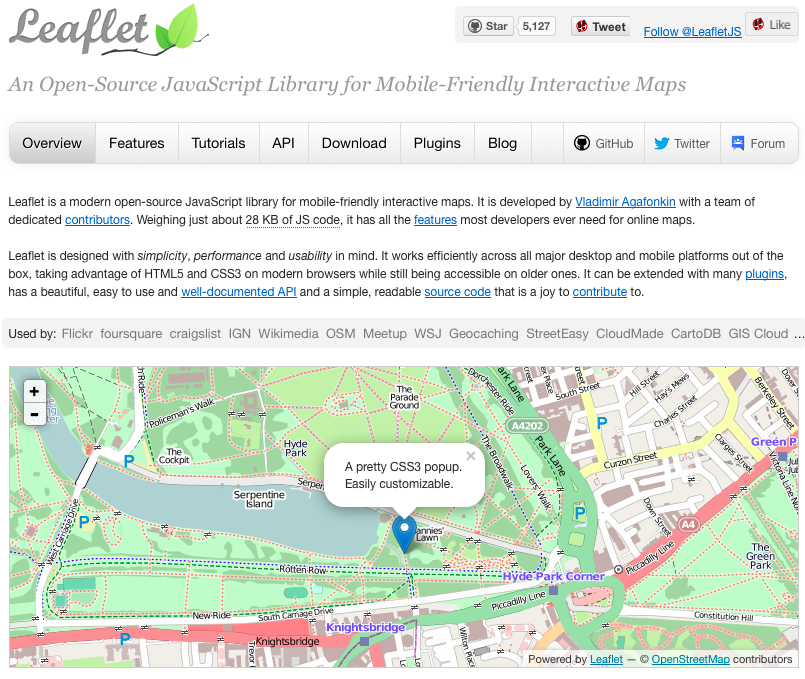 Leaflet
Star 5,127 Tweet Follow @LeafletJS Like
An Open-Source JavaScript Library for Mobile-Friendly Interactive Maps
Overview Features Tutorials API Download Plugins Blog GitHub Twitter Forum
Leaflet is a modern open-source JavaScript library for mobile-friendly interactive maps. It is developed by Vladimir Agafonkin with a team of
dedicated contributors. Weighing just about 28 KB of JS code, it has all the features most developers ever need for online maps.
Leaflet is designed with simplicity, performance and usability in mind. It works efficiently across all major desktop and mobile platforms out of the
box, taking advantage of HTML5 and CSS3 on modern browsers while still being accessible on older ones. It can be extended with many plugins,
has a beautiful, easy to use and well-documented API and a simple, readable source code that is a joy to contribute to.
Used by: Flickr foursquare craigslist IGN Wikimedia OSM Meetup WSJ Geocaching StreetEasy CloudMade CartoDB GIS Cloud ...
+
-
Policeman's Walk
The
Parade
Ground
Dorchester Ride
Park Lane
South Street
Hill Street
Hay's Mews
Charles Street
Berkeley Street
A4202
P
The
Cockpit
Hyde
Park
The Broadwalk
Park Lane
Clarges Street
Green P
P
A pretty CSS3 popup.
Easily customizable.
×
Curzon Street
Serpentine
Island
Lovers' Walk
Down Street
Victoria Line
P
P
A4
West Carriage Drive
Lawn
Piccadilly Line
The
Green
Park
Rotten Row
Hyde Park Corner
Piccadilly Line
New Ride
South Carriage Drive
Constitution Hill
P
Knightsbridge
Knightsbridge
Powered by Leaflet — © OpenStreetMap contributors